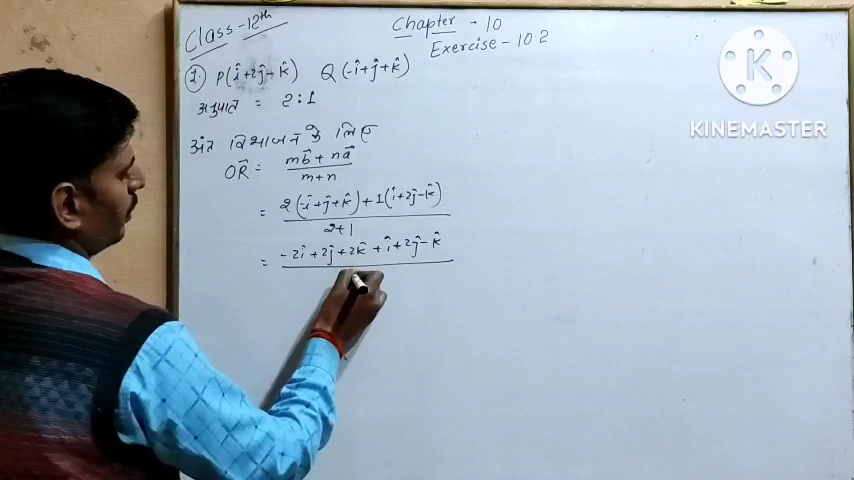 Class-12th
Chapter - 10
Exercise - 10.2
1. P(î+2ĵ-k̂) Q(-î+ĵ+k̂)
अनुपात = 2:1
अंत विभाजन के लिए
OR⃗ = mb⃗ + na⃗ / m+n
= 2(-î+ĵ+k̂)+1(î+2ĵ-k̂) / 2+1
= -2î+2ĵ+2k̂+î+2ĵ-k̂
K
KINEMASTER